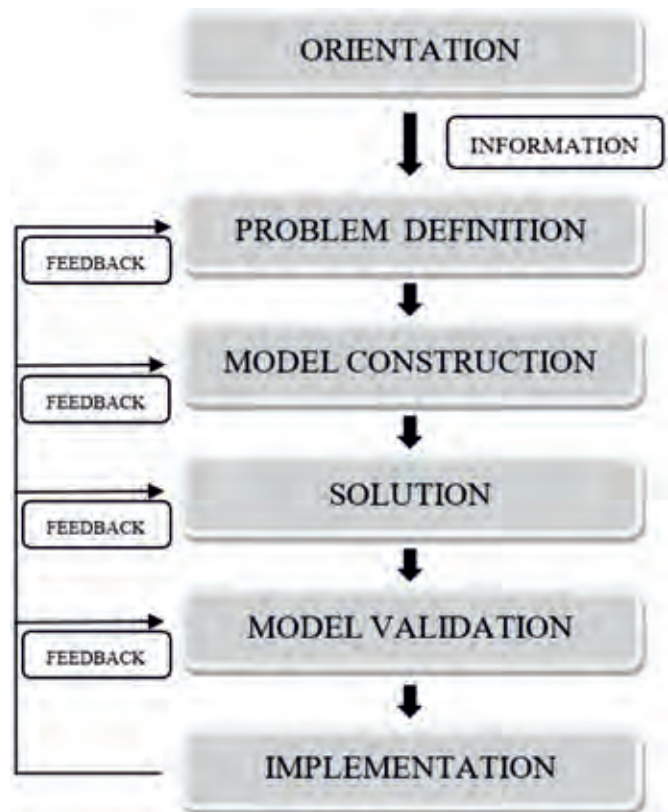 ORIENTATION
INFORMATION
PROBLEM DEFINITION
FEEDBACK
MODEL CONSTRUCTION
FEEDBACK
SOLUTION
FEEDBACK
MODEL VALIDATION
FEEDBACK
IMPLEMENTATION